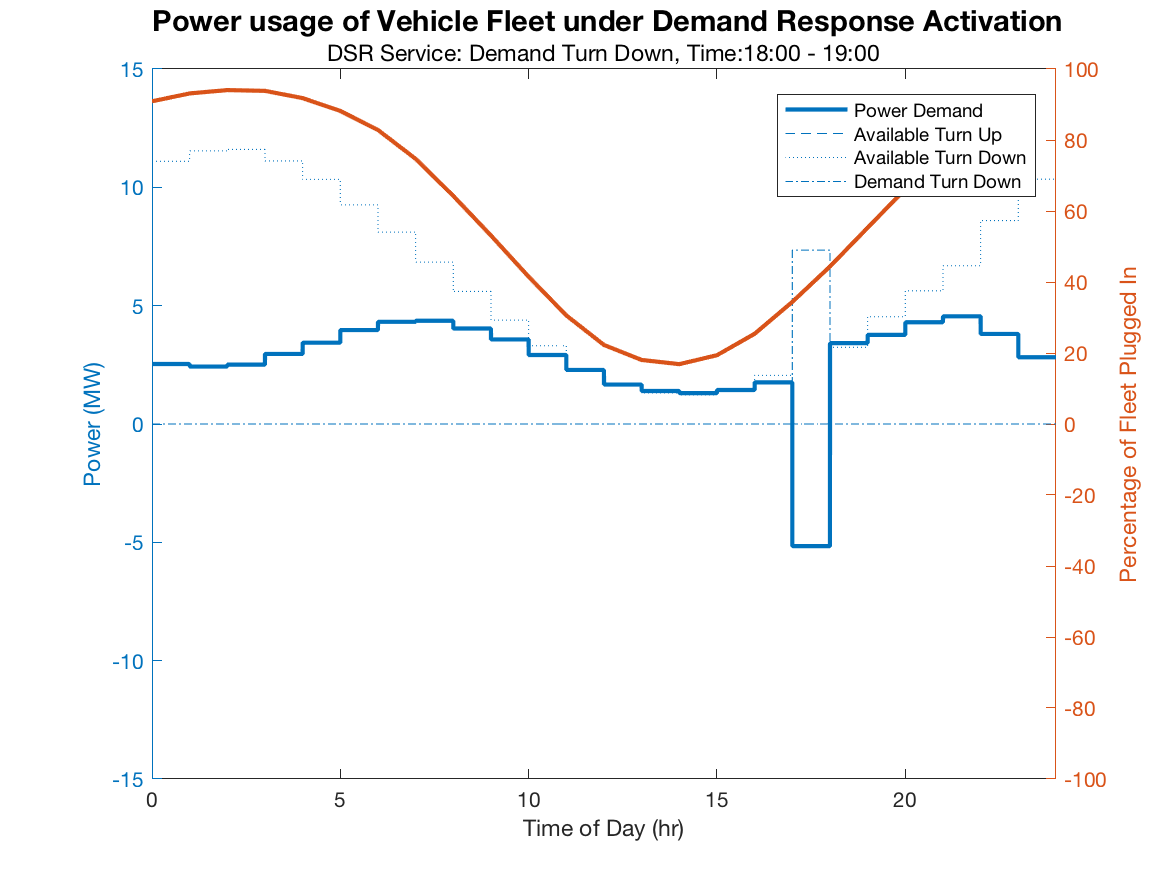 Power usage of Vehicle Fleet under Demand Response Activation
DSR Service: Demand Turn Down, Time:18:00 - 19:00
Power Demand
Available Turn Up
Available Turn Down
Demand Turn Down
15
10
5
0
-5
-10
-15
Power (MW)
100
80
60
40
20
0
-20
-40
-60
-80
-100
Percentage of Fleet Plugged In
0 5 10 15 20
Time of Day (hr)